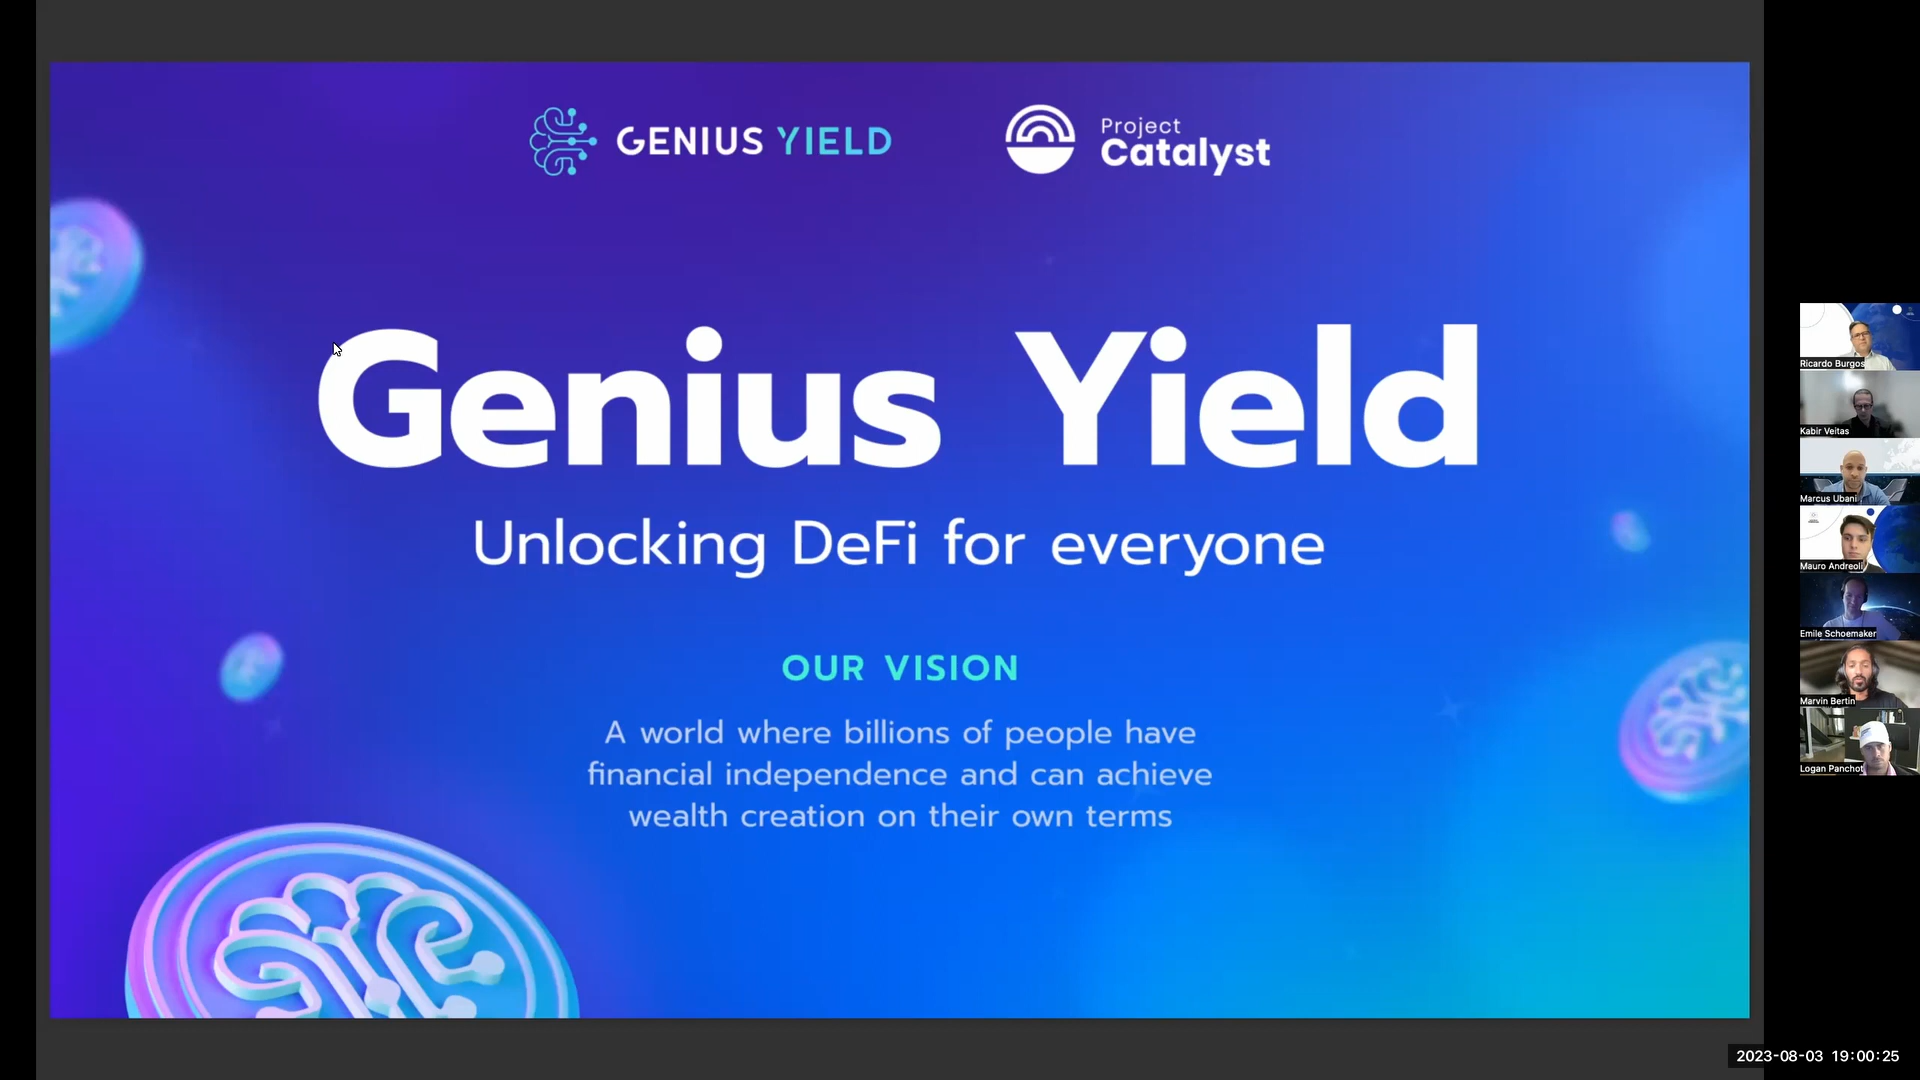 GENIUS YIELD
Project
Catalyst
Genius Yield
Unlocking DeFi for everyone
OUR VISION
A world where billions of people have
financial independence and can achieve
wealth creation on their own terms
Ricardo Burgos
Kabir Veitas
Marcus Ubani
Mauro Andreoli
Emile Schoemaker
Marvin Bertin
Logan Panchot
2023-08-03 19:00:25